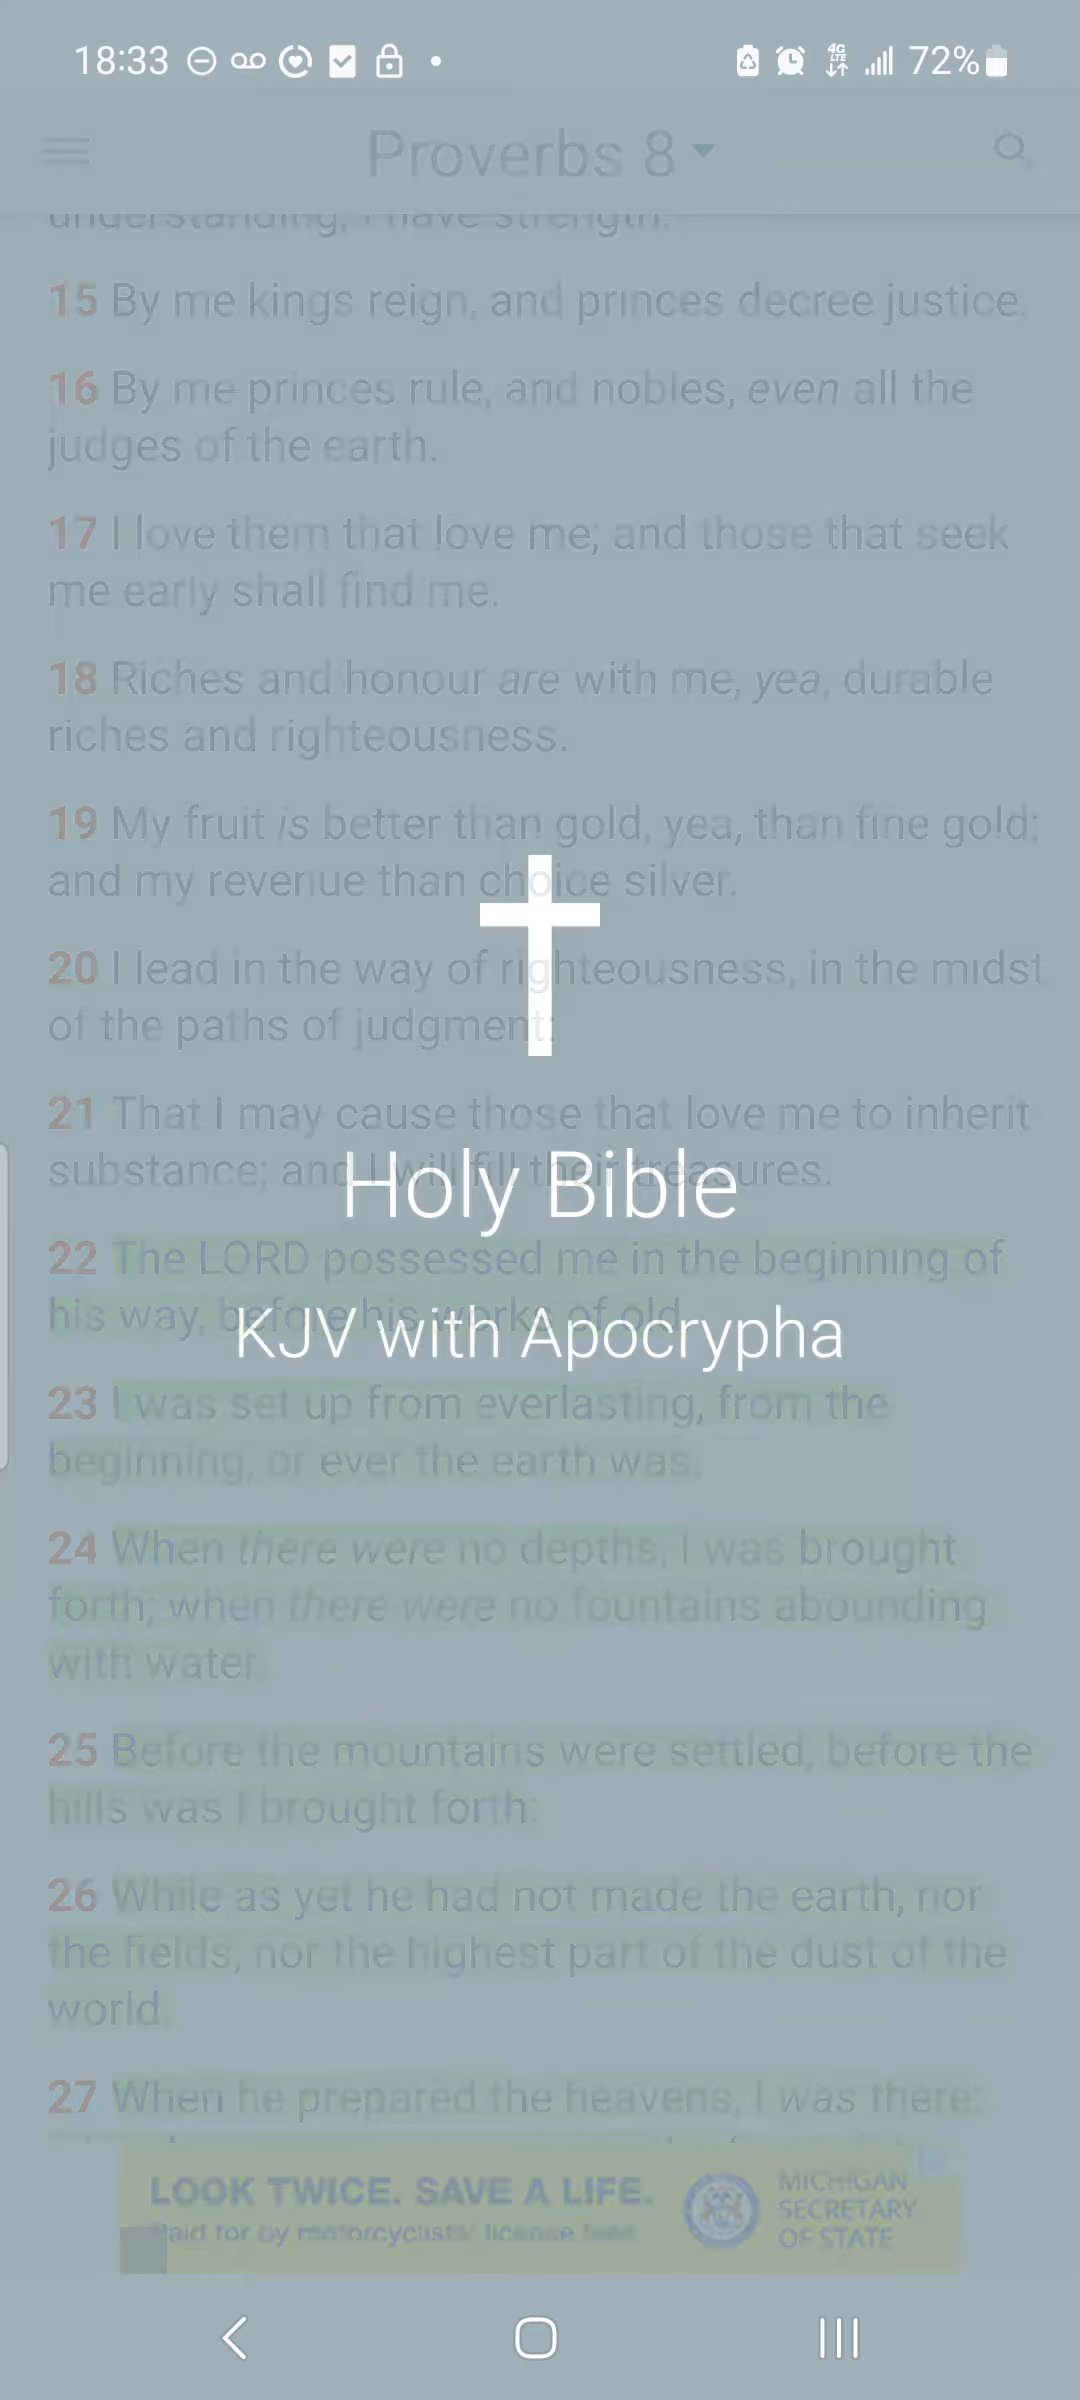 18:33
4G LTE 72%
Proverbs 8
understanding; I have strength.
15 By me kings reign, and princes decree justice.
16 By me princes rule, and nobles, even all the
judges of the earth.
17 I love them that love me; and those that seek
me early shall find me.
18 Riches and honour are with me, yea, durable
riches and righteousness.
19 My fruit is better than gold, yea, than fine gold;
and my revenue than choice silver.
20 I lead in the way of righteousness, in the midst
of the paths of judgment:
21 That I may cause those that love me to inherit
substance; and I will fill their treasures.
Holy Bible
22 The LORD possessed me in the beginning of
his way, before his works of old.
KJV with Apocrypha
23 I was set up from everlasting, from the
beginning, or ever the earth was.
24 When there were no depths, I was brought
forth; when there were no fountains abounding
with water.
25 Before the mountains were settled, before the
hills was I brought forth:
26 While as yet he had not made the earth, nor
the fields, nor the highest part of the dust of the
world.
27 When he prepared the heavens, I was there:
LOOK TWICE. SAVE A LIFE.
Paid for by motorcyclists' license fees
MICHIGAN
SECRETARY
OF STATE